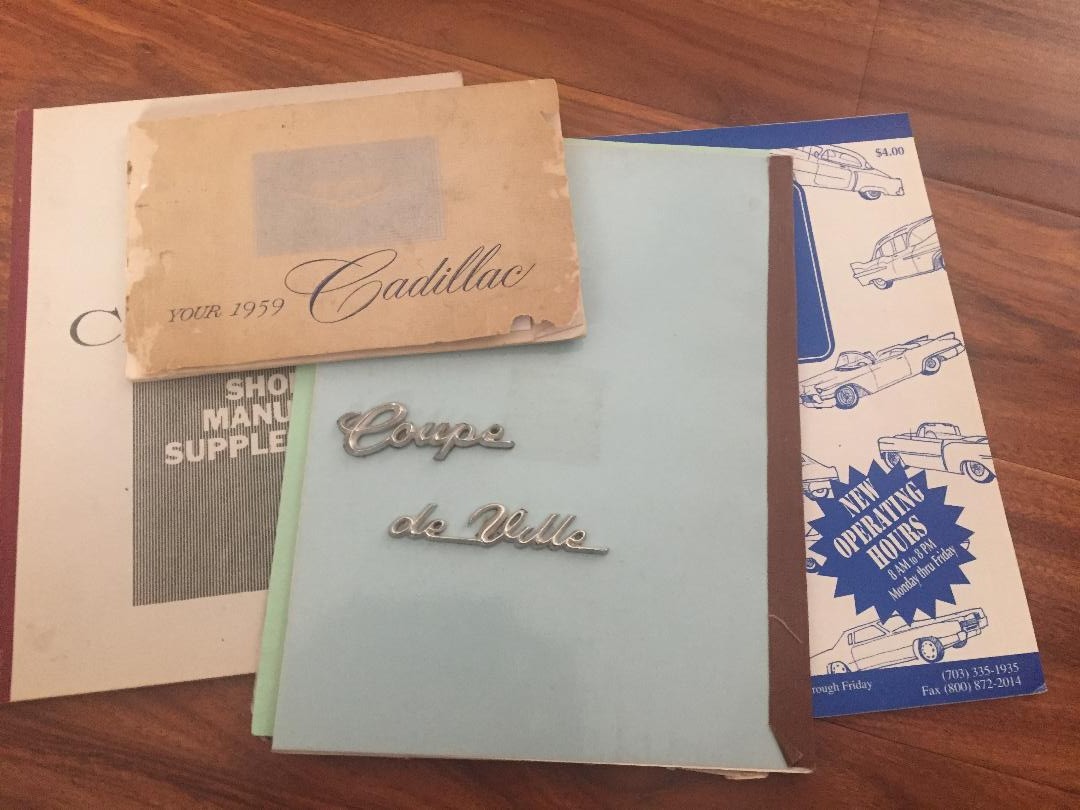 YOUR 1959 Cadillac
C
SHOP
MANU
SUPPLE
Coupe
de Ville
$4.00
NEW
OPERATING
HOURS
8 AM to 8 PM
Monday thru Friday
rough Friday
(703) 335-1935
Fax (800) 872-2014